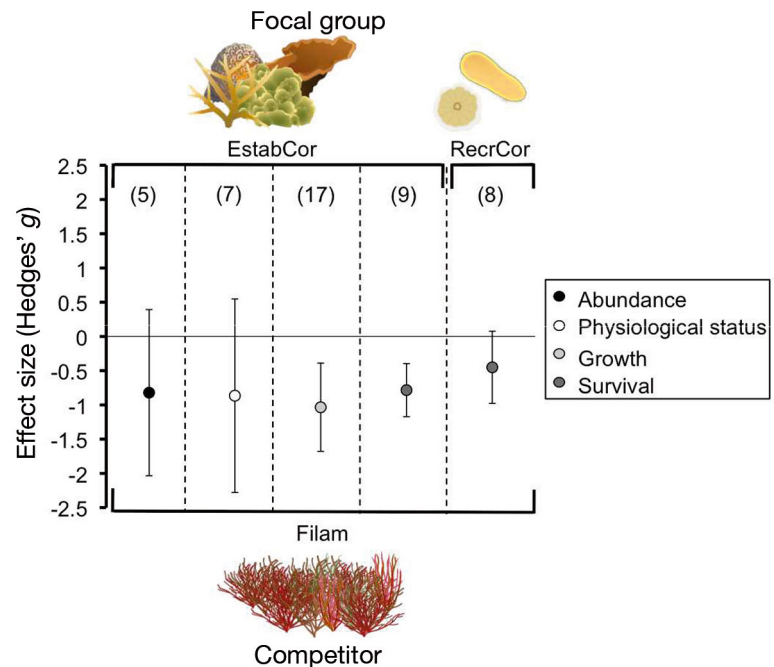 Focal group
EstabCor
RecrCor
2.5
2
1.5
1
0.5
0
-0.5
-1
-1.5
-2
-2.5
Effect size (Hedges' g)
(5)
(7)
(17)
(9)
(8)
Abundance
Physiological status
Growth
Survival
Filam
Competitor